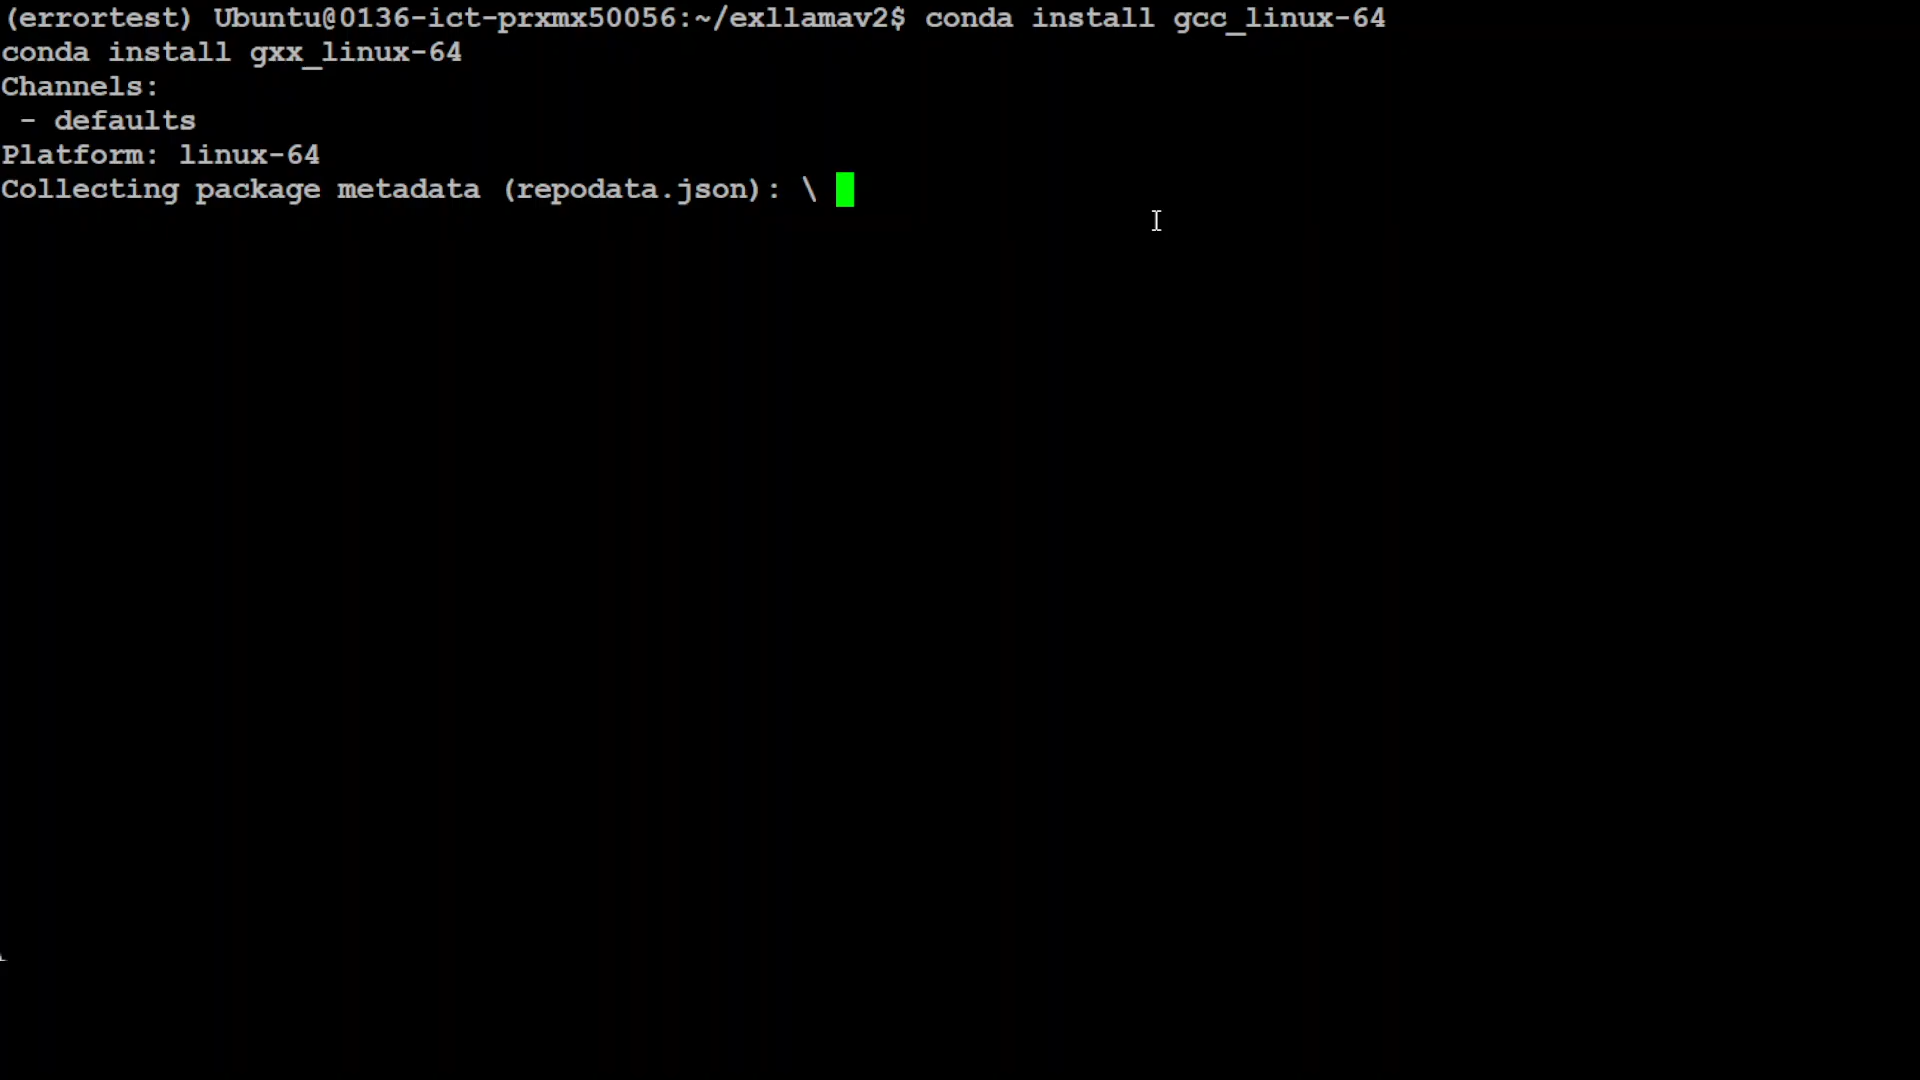 (errortest) Ubuntu@0136-ict-prxmx50056:~/exllamav2$ conda install gcc_linux-64
conda install gxx_linux-64
Channels:
 - defaults
Platform: linux-64
Collecting package metadata (repodata.json): \